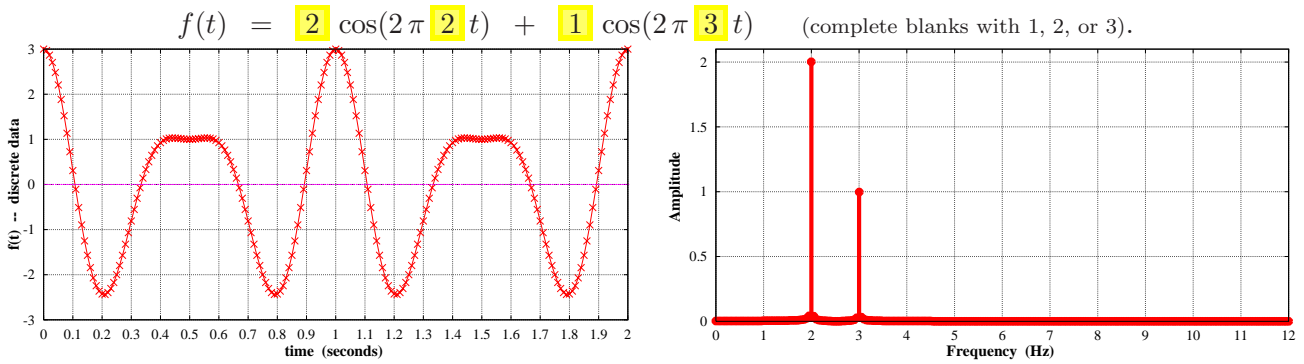 f(t) = 2 cos(2 π 2 t) + 1 cos(2 π 3 t) (complete blanks with 1, 2, or 3).
f(t) -- discrete data
3
2
1
0
-1
-2
-3
0 0.1 0.2 0.3 0.4 0.5 0.6 0.7 0.8 0.9 1 1.1 1.2 1.3 1.4 1.5 1.6 1.7 1.8 1.9 2
time (seconds)
Amplitude
2
1.5
1
0.5
0
0 1 2 3 4 5 6 7 8 9 10 11 12
Frequency (Hz)